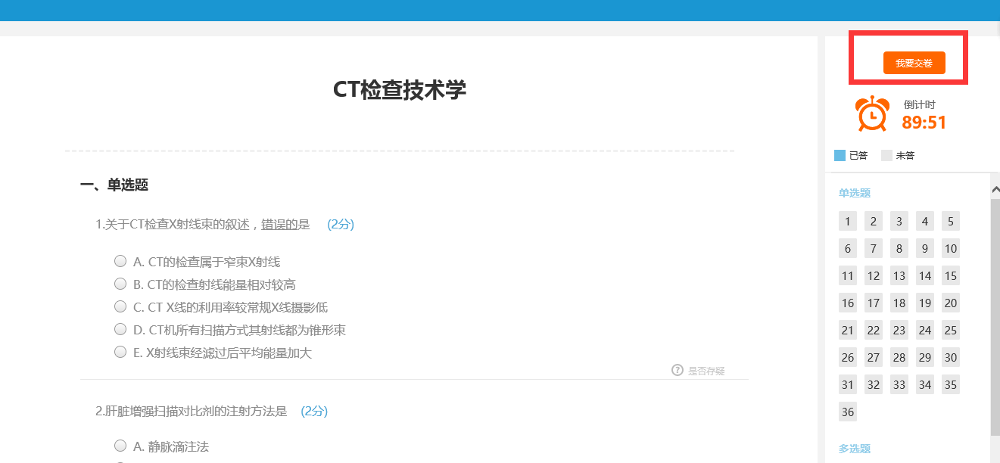 CT检查技术学
我要交卷
倒计时
89:51
已答 未答
一、单选题
1.关于CT检查X射线束的叙述，错误的是 (2分)
A. CT的检查属于窄束X射线
B. CT的检查射线能量相对较高
C. CT X线的利用率较常规X线摄影低
D. CT机所有扫描方式其射线都为锥形束
E. X射线束经滤过后平均能量加大
? 是否存疑
2.肝脏增强扫描对比剂的注射方法是 (2分)
A. 静脉滴注法
单选题
1 2 3 4 5
6 7 8 9 10
11 12 13 14 15
16 17 18 19 20
21 22 23 24 25
26 27 28 29 30
31 32 33 34 35
36
多选题